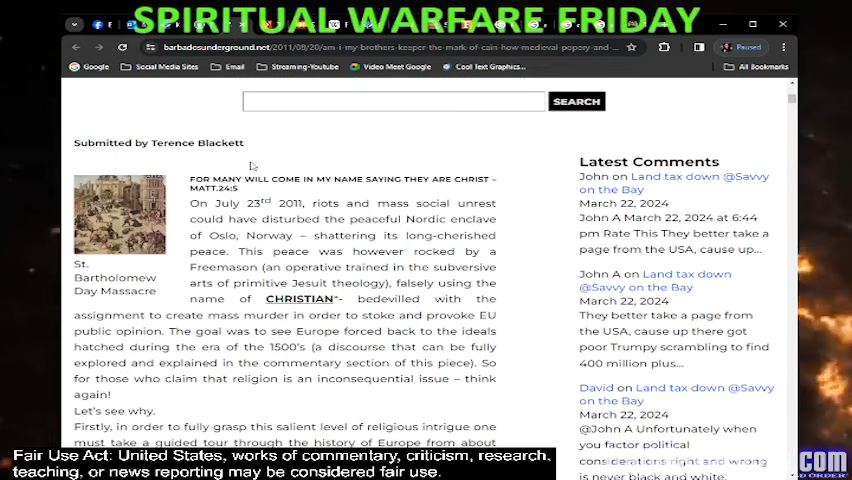 SPIRITUAL WARFARE FRIDAY
Paused
barbadosunderground.net/2011/08/20/am-i-my-brothers-keeper-the-mark-of-cain-how-medieval-popery-and-...
Google
Social Media Sites
Email
Streaming-Youtube
Video Meet Google
Cool Text Graphics...
All Bookmarks
SEARCH
Submitted by Terence Blackett
St.
Bartholomew
Day Massacre
FOR MANY WILL COME IN MY NAME SAYING THEY ARE CHRIST –
MATT.24:5
On July 23rd 2011, riots and mass social unrest
could have disturbed the peaceful Nordic enclave
of Oslo, Norway – shattering its long-cherished
peace. This peace was however rocked by a
Freemason (an operative trained in the subversive
arts of primitive Jesuit theology), falsely using the
name of CHRISTIAN"- bedevilled with the
assignment to create mass murder in order to stoke and provoke EU
public opinion. The goal was to see Europe forced back to the ideals
hatched during the era of the 1500's (a discourse that can be fully
explored and explained in the commentary section of this piece). So
for those who claim that religion is an inconsequential issue – think
again!
Let's see why.
Firstly, in order to fully grasp this salient level of religious intrigue one
must take a guided tour through the history of Europe from about
Latest Comments
John on Land tax down @Savvy
on the Bay
March 22, 2024
John A March 22, 2024 at 6:44
pm Rate This They better take a
page from the USA, cause up...
John A on Land tax down
@Savvy on the Bay
March 22, 2024
They better take a page from
the USA, cause up there got
poor Trumpy scrambling to find
400 million plus...
David on Land tax down @Savvy
on the Bay
March 22, 2024
@John A Unfortunately when
you factor political
considerations right and wrong
is never black and white.
Fair Use Act: United States, works of commentary, criticism, research,
teaching, or news reporting may be considered fair use.
.com